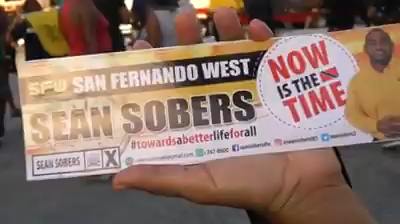 SFW SAN FERNANDO WEST
SEAN SOBERS
#towardsabetterlifeforall
SEAN SOBERS X
NOW
IS THE
TIME